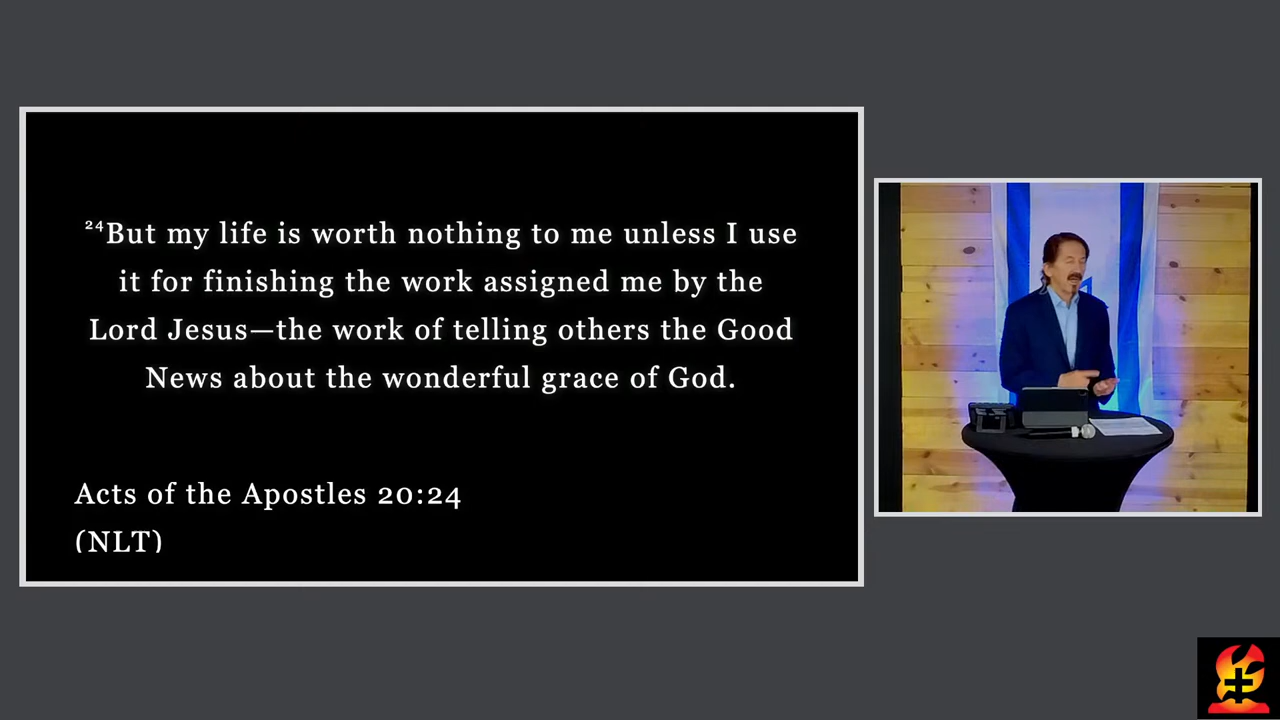 ²⁴But my life is worth nothing to me unless I use
it for finishing the work assigned me by the
Lord Jesus—the work of telling others the Good
News about the wonderful grace of God.
Acts of the Apostles 20:24
(NLT)